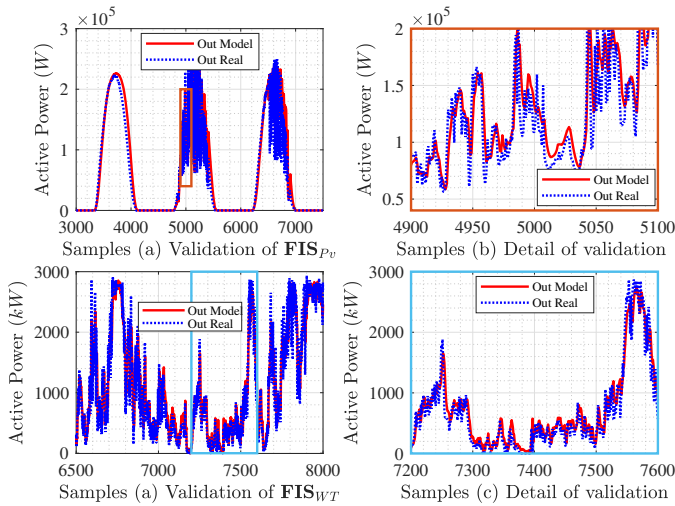 × 10⁵
Active Power (W)
3
2
1
0
Out Model
Out Real
3000 4000 5000 6000 7000
Samples (a) Validation of FIS_Pv
× 10⁵
Active Power (W)
2
1.5
1
0.5
Out Model
Out Real
4900 4950 5000 5050 5100
Samples (b) Detail of validation
Active Power (kW)
3000
2000
1000
0
Out Model
Out Real
6500 7000 7500 8000
Samples (a) Validation of FIS_WT
Active Power (kW)
3000
2000
1000
0
Out Model
Out Real
7200 7300 7400 7500 7600
Samples (c) Detail of validation